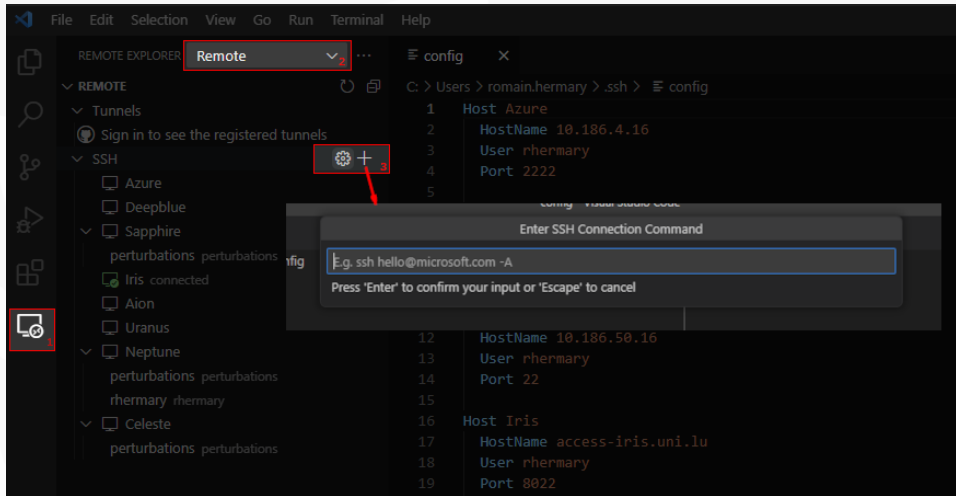 File Edit Selection View Go Run Terminal Help
REMOTE EXPLORER Remote 2 ...
config
REMOTE
C: > Users > romain.hermary > .ssh > config
Tunnels
Sign in to see the registered tunnels
SSH
3
Azure
Deepblue
Sapphire
perturbations perturbations
Iris connected
Aion
Uranus
Neptune
perturbations perturbations
rhermary rhermary
Celeste
perturbations perturbations
1
1 Host Azure
2 HostName 10.186.4.16
3 User rhermary
4 Port 2222
5
config - Visual Studio Code
Enter SSH Connection Command
nfig
E.g. ssh hello@microsoft.com -A
Press 'Enter' to confirm your input or 'Escape' to cancel
12 HostName 10.186.50.16
13 User rhermary
14 Port 22
15
16 Host Iris
17 HostName access-iris.uni.lu
18 User rhermary
19 Port 8022